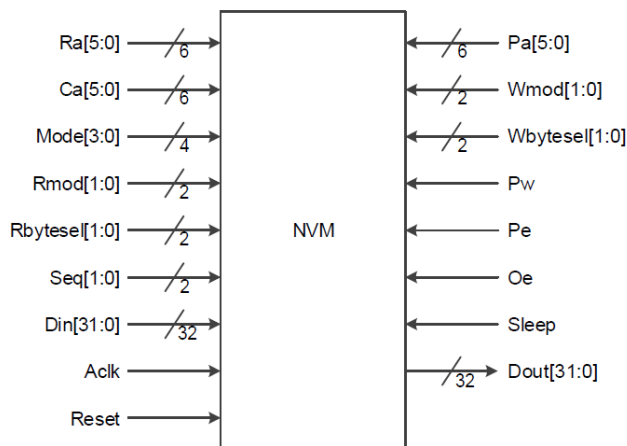 Ra[5:0]
6
Ca[5:0]
6
Mode[3:0]
4
Rmod[1:0]
2
Rbytesel[1:0]
2
Seq[1:0]
2
Din[31:0]
32
Aclk
Reset
NVM
Pa[5:0]
6
Wmod[1:0]
2
Wbytesel[1:0]
2
Pw
Pe
Oe
Sleep
Dout[31:0]
32